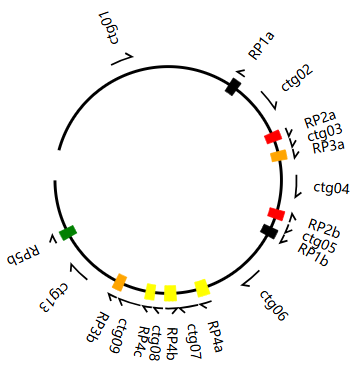 ctg01
RP1a
ctg02
RP2a
ctg03
RP3a
ctg04
RP2b
ctg05
RP1b
ctg06
RP4a
ctg07
RP4b
ctg08
RP4c
ctg09
RP3b
ctg13
RP5b